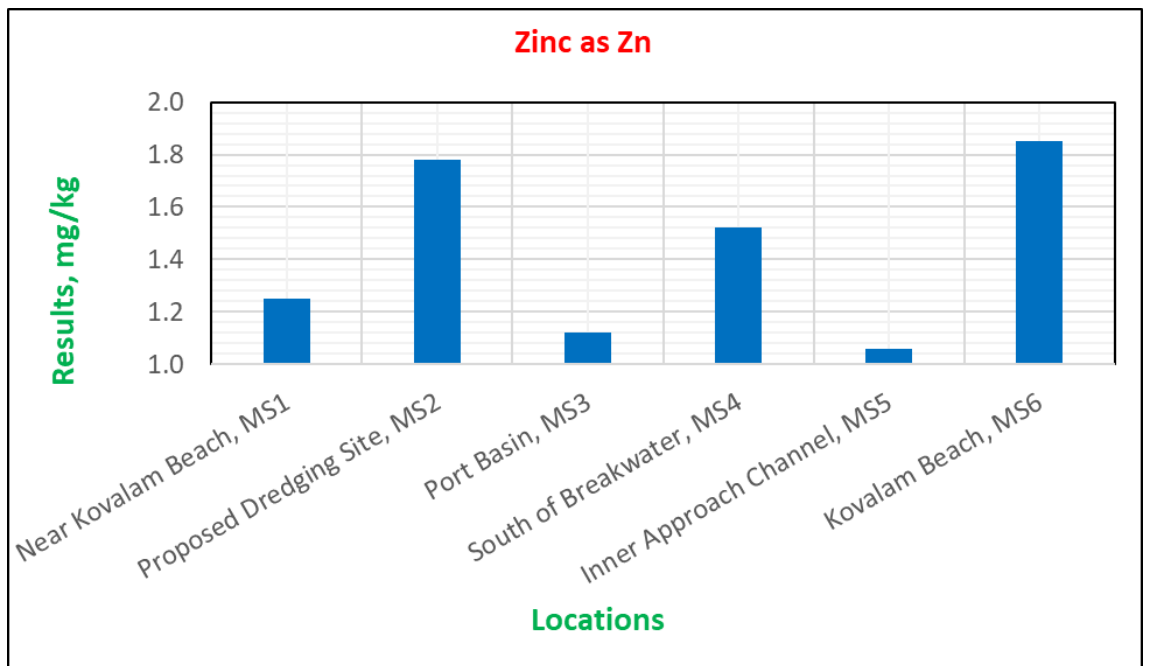 Zinc as Zn
Results, mg/kg
2.0
1.8
1.6
1.4
1.2
1.0
Near Kovalam Beach, MS1
Proposed Dredging Site, MS2
Port Basin, MS3
South of Breakwater, MS4
Inner Approach Channel, MS5
Kovalam Beach, MS6
Locations